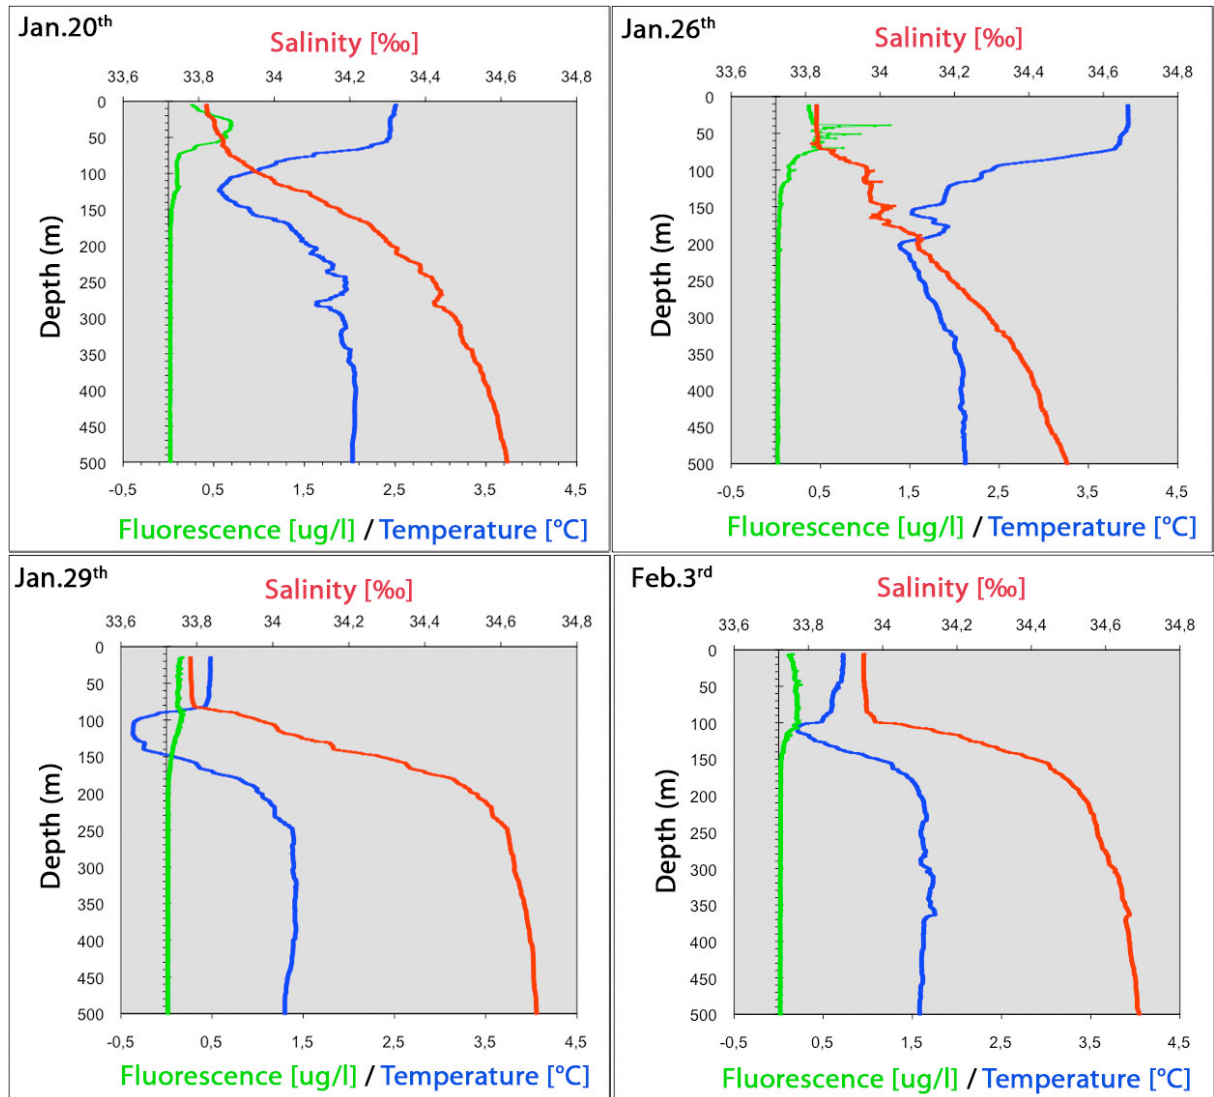 Jan.20th
Salinity [‰]
33,6 33,8 34 34,2 34,4 34,6 34,8
Depth (m)
0
50
100
150
200
250
300
350
400
450
500
-0,5 0,5 1,5 2,5 3,5 4,5
Fluorescence [ug/l] / Temperature [°C]
Jan.26th
Salinity [‰]
33,6 33,8 34 34,2 34,4 34,6 34,8
Depth (m)
0
50
100
150
200
250
300
350
400
450
500
-0,5 0,5 1,5 2,5 3,5 4,5
Fluorescence [ug/l] / Temperature [°C]
Jan.29th
Salinity [‰]
33,6 33,8 34 34,2 34,4 34,6 34,8
Depth (m)
0
50
100
150
200
250
300
350
400
450
500
-0,5 0,5 1,5 2,5 3,5 4,5
Fluorescence [ug/l] / Temperature [°C]
Feb.3rd
Salinity [‰]
33,6 33,8 34 34,2 34,4 34,6 34,8
Depth (m)
0
50
100
150
200
250
300
350
400
450
500
-0,5 0,5 1,5 2,5 3,5 4,5
Fluorescence [ug/l] / Temperature [°C]